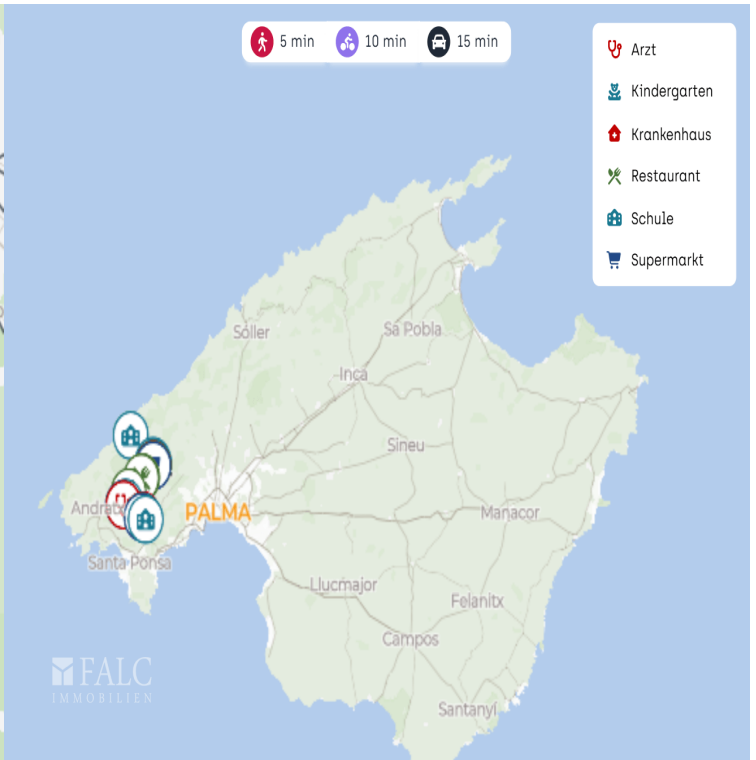 5 min
10 min
15 min
Arzt
Kindergarten
Krankenhaus
Restaurant
Schule
Supermarkt
Sóller
Sa Pobla
Inca
Sineu
Andratx
PALMA
Manacor
Santa Ponsa
Llucmajor
Felanitx
Campos
FALC
IMMOBILIEN
Santanyí